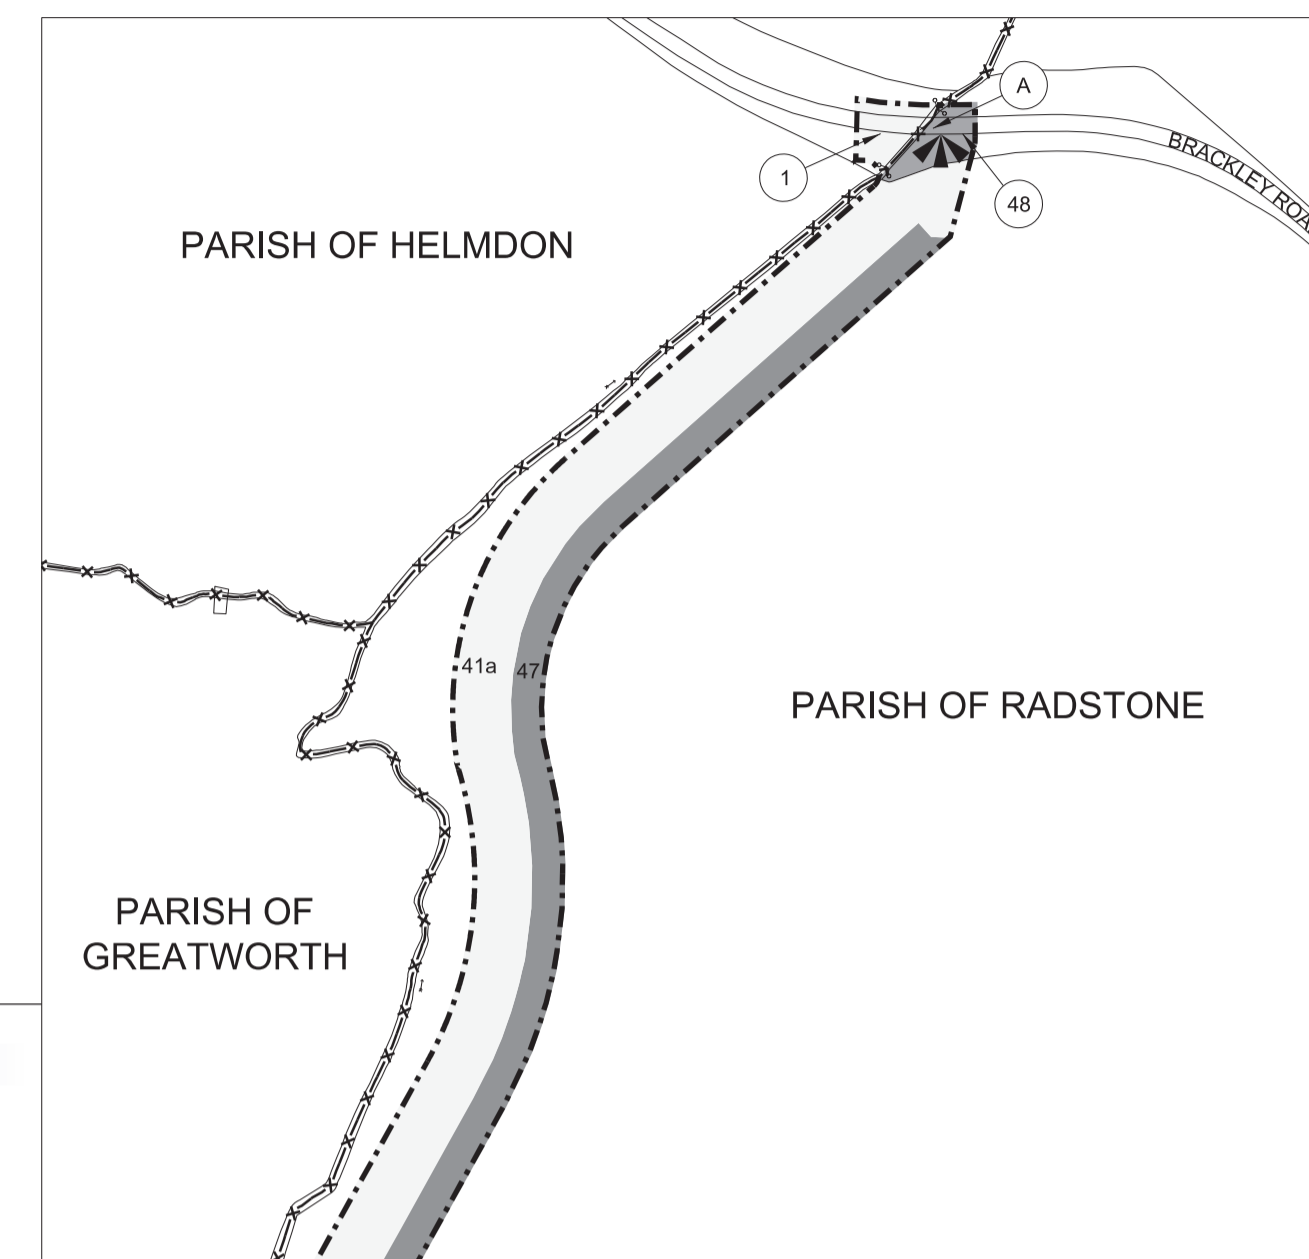 A
BRACKLEY ROA
1
48
PARISH OF HELMDON
41a
47
PARISH OF RADSTONE
PARISH OF
GREATWORTH